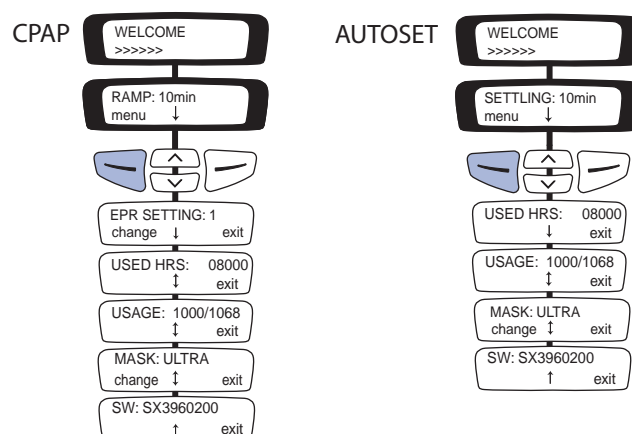 CPAP
WELCOME
>>>>>>
RAMP: 10min
menu ↓
EPR SETTING: 1
change ↓ exit
USED HRS: 08000
↕ exit
USAGE: 1000/1068
↕ exit
MASK: ULTRA
change ↕ exit
SW: SX3960200
↑ exit
AUTOSET
WELCOME
>>>>>>
SETTLING: 10min
menu ↓
USED HRS: 08000
↓ exit
USAGE: 1000/1068
↕ exit
MASK: ULTRA
change ↕ exit
SW: SX3960200
↑ exit